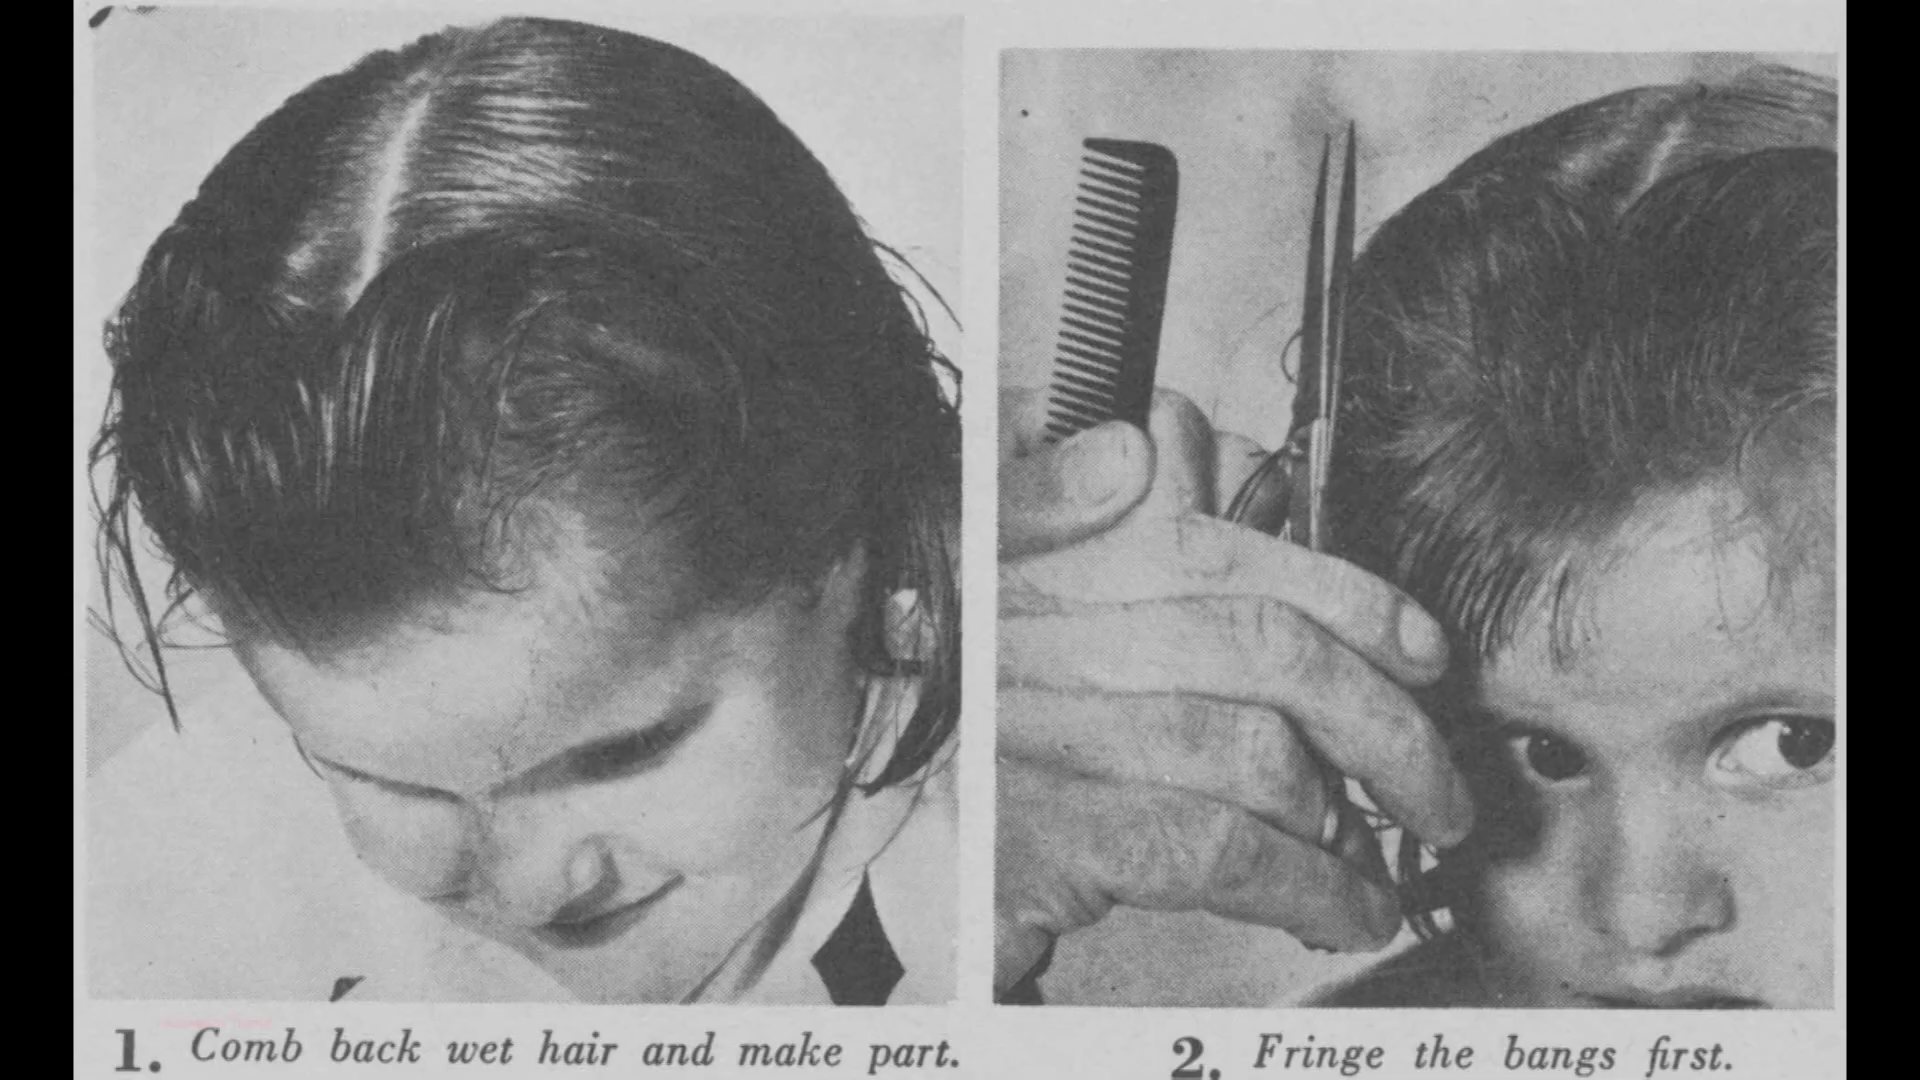 1. Comb back wet hair and make part.
2. Fringe the bangs first.